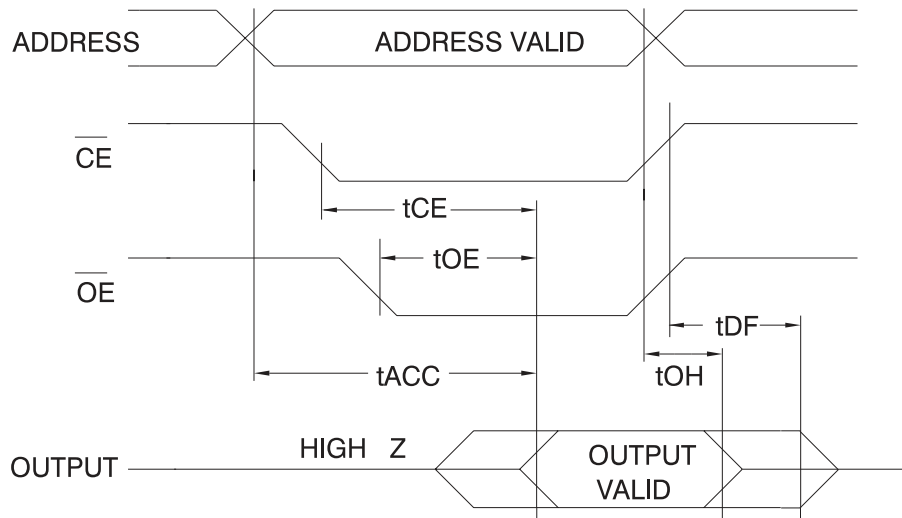 ADDRESS
ADDRESS VALID
CE
tCE
tOE
OE
tDF
tACC
tOH
HIGH Z
OUTPUT
OUTPUT
VALID